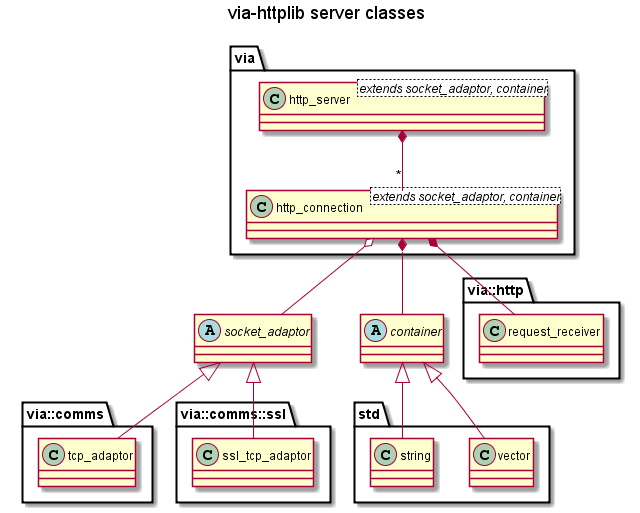 via-httplib server classes
via
C http_server
extends socket_adaptor, container
*
C http_connection
extends socket_adaptor, container
via::http
C request_receiver
A socket_adaptor
A container
via::comms
C tcp_adaptor
via::comms::ssl
C ssl_tcp_adaptor
std
C string
C vector